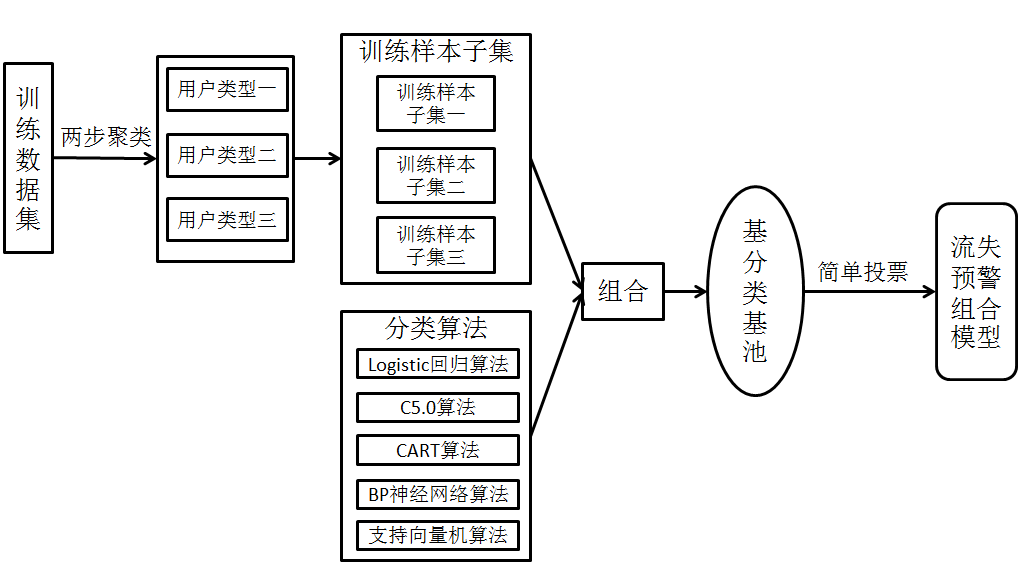 训练数据集
两步聚类
用户类型一
用户类型二
用户类型三
训练样本子集
训练样本
子集一
训练样本
子集二
训练样本
子集三
分类算法
Logistic回归算法
C5.0算法
CART算法
BP神经网络算法
支持向量机算法
组合
基分类基池
简单投票
流失
预警
组合
模型